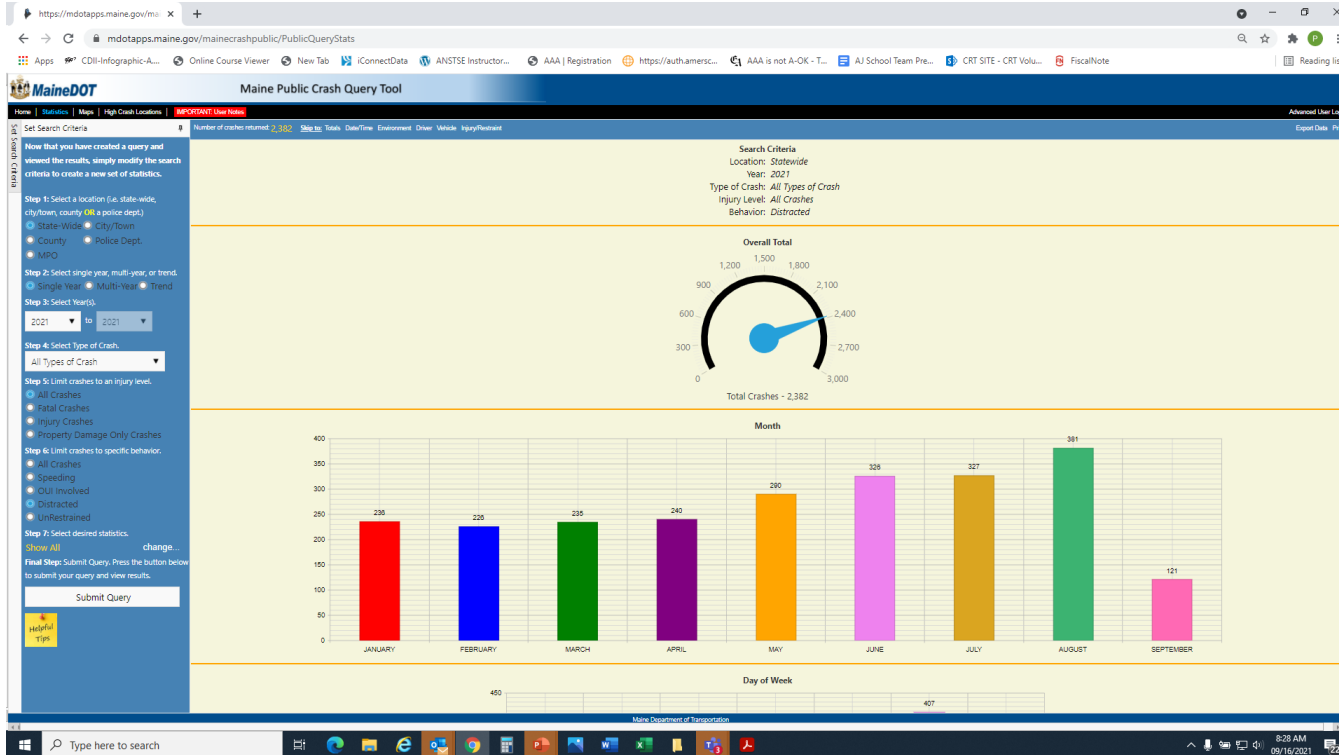 https://mdotapps.maine.gov/ma
mdotapps.maine.gov/mainecrashpublic/PublicQueryStats
Apps CDII-Infographic-A... Online Course Viewer New Tab iConnectData ANSTSE Instructor... AAA | Registration https://auth.amersc... AAA is not A-OK - T... AJ School Team Pre... CRT SITE - CRT Volu... FiscalNote Reading lis
MaineDOT Maine Public Crash Query Tool
Home | Statistics | Maps | High Crash Locations | IMPORTANT: User Notes Advanced User Lo
Set Search Criteria
Set Search Criteria
Number of crashes returned: 2,382 Skip to: Totals Date/Time Environment Driver Vehicle Injury/Restraint Export Data Pri
Now that you have created a query and
viewed the results, simply modify the search
criteria to create a new set of statistics.
Step 1: Select a location (i.e. state-wide,
city/town, county OR a police dept.)
State-Wide City/Town
County Police Dept.
MPO
Step 2: Select single year, multi-year, or trend.
Single Year Multi-Year Trend
Step 3: Select Year(s).
2021 to 2021
Step 4: Select Type of Crash.
All Types of Crash
Step 5: Limit crashes to an injury level.
All Crashes
Fatal Crashes
Injury Crashes
Property Damage Only Crashes
Step 6: Limit crashes to specific behavior.
All Crashes
Speeding
OUI Involved
Distracted
UnRestrained
Step 7: Select desired statistics.
Show All change...
Final Step: Submit Query. Press the button below
to submit your query and view results.
Submit Query
Helpful
Tips
Search Criteria
Location: Statewide
Year: 2021
Type of Crash: All Types of Crash
Injury Level: All Crashes
Behavior: Distracted
Overall Total
0 300 600 900 1,200 1,500 1,800 2,100 2,400 2,700 3,000
Total Crashes - 2,382
Month
400
350
300
250
200
150
100
50
0
236 226 235 240 290 326 327 381 121
JANUARY FEBRUARY MARCH APRIL MAY JUNE JULY AUGUST SEPTEMBER
Day of Week
450
407
Maine Department of Transportation
Type here to search
8:28 AM
09/16/2021